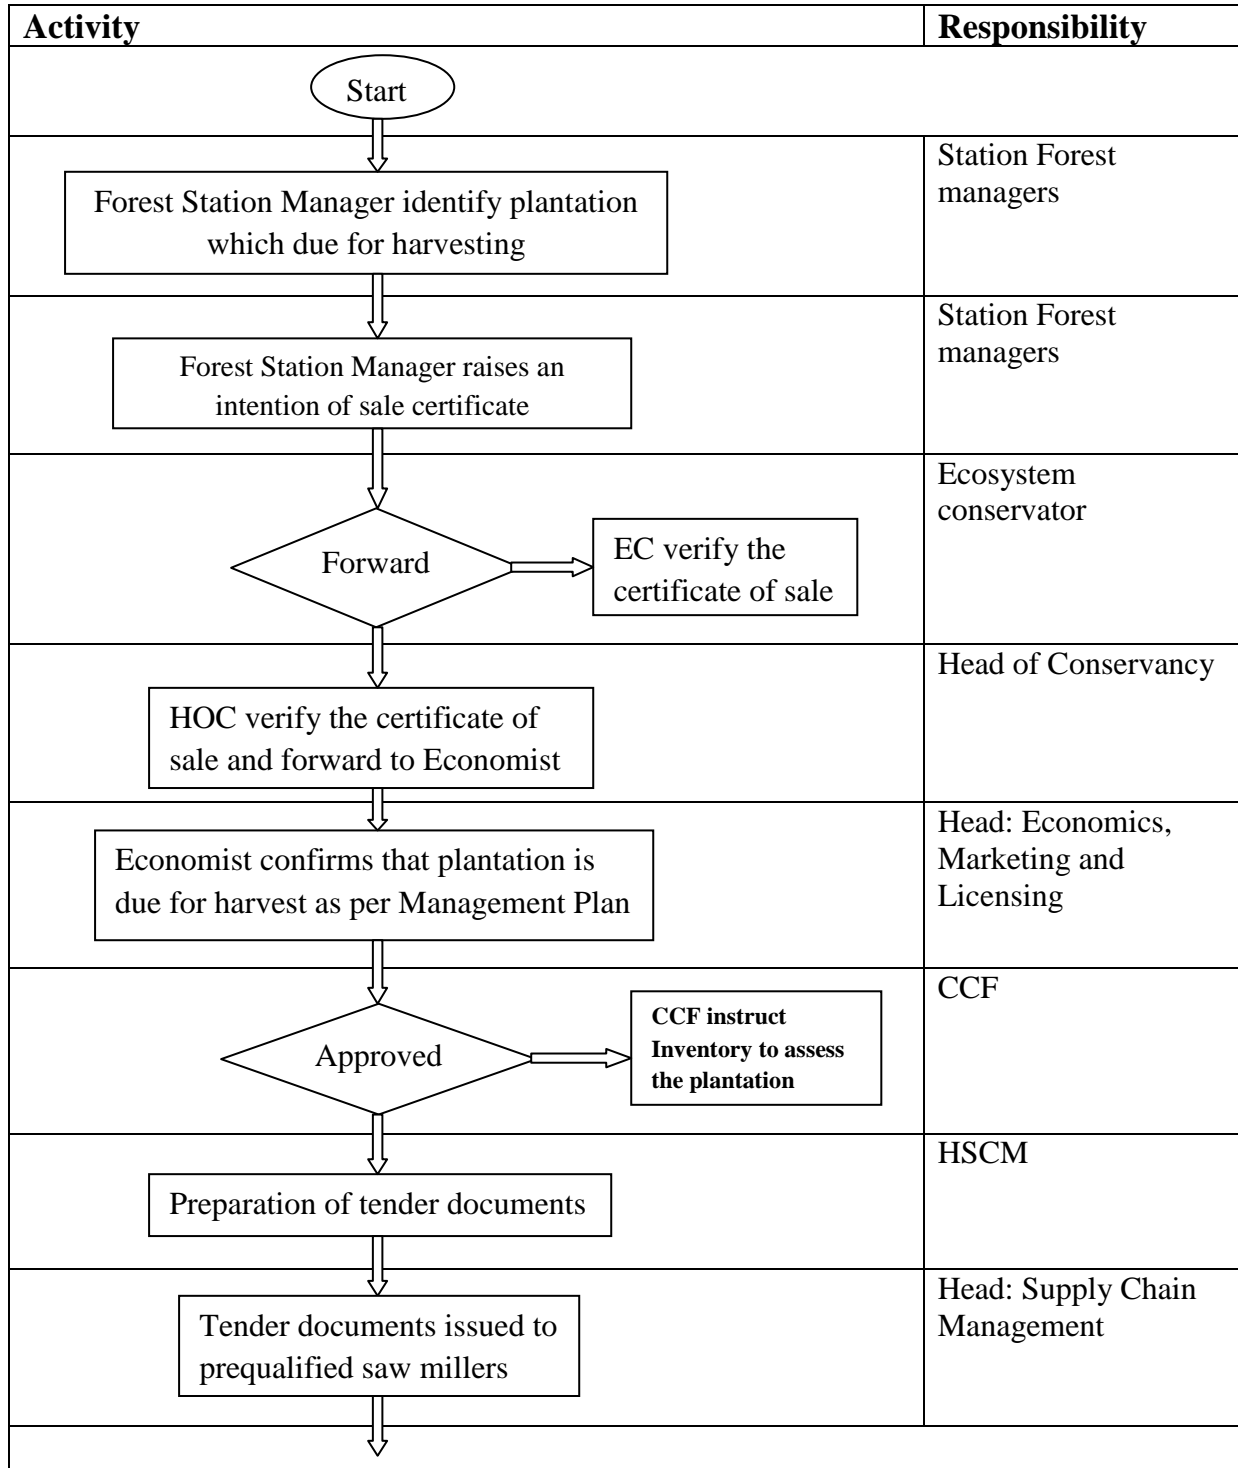 Activity
Responsibility
Start
Station Forest
managers
Forest Station Manager identify plantation
which due for harvesting
Station Forest
managers
Forest Station Manager raises an
intention of sale certificate
Ecosystem
conservator
Forward
EC verify the
certificate of sale
Head of Conservancy
HOC verify the certificate of
sale and forward to Economist
Head: Economics,
Marketing and
Licensing
Economist confirms that plantation is
due for harvest as per Management Plan
CCF
Approved
CCF instruct
Inventory to assess
the plantation
HSCM
Preparation of tender documents
Head: Supply Chain
Management
Tender documents issued to
prequalified saw millers